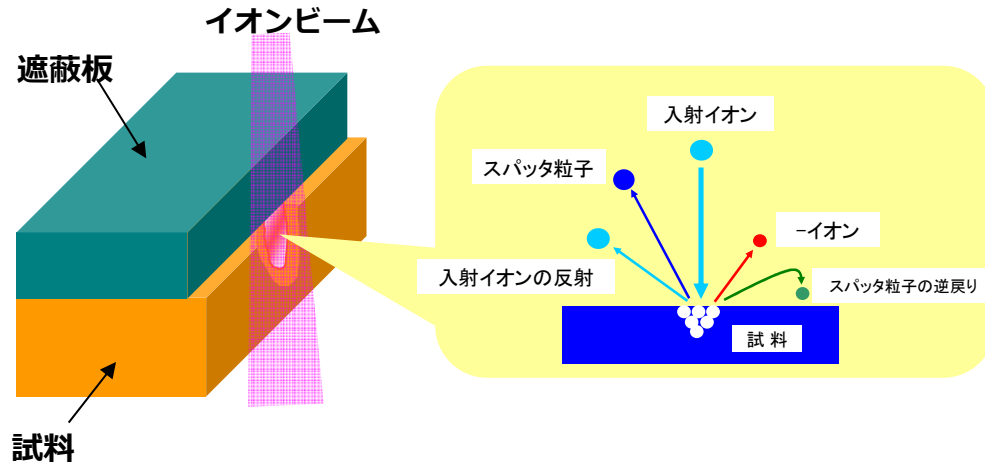 イオンビーム
遮蔽板
入射イオン
スパッタ粒子
-イオン
入射イオンの反射
スパッタ粒子の逆戻り
試 料
試料